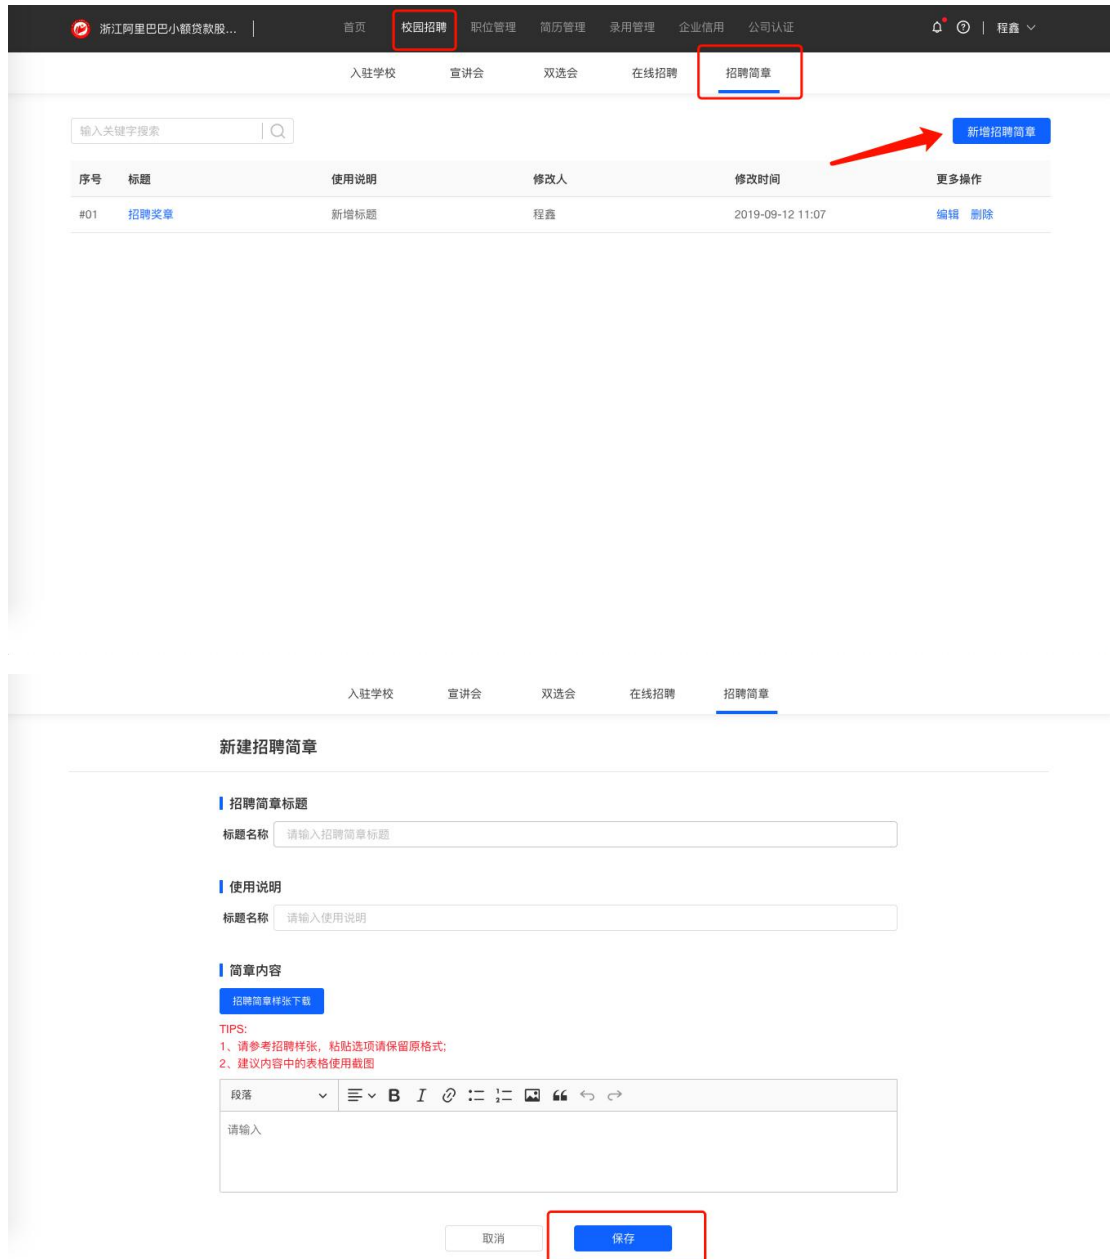 浙江阿里巴巴小额贷款股... 首页 校园招聘 职位管理 简历管理 录用管理 企业信用 公司认证 程鑫
入驻学校 宣讲会 双选会 在线招聘 招聘简章
输入关键字搜索 新增招聘简章
序号 标题 使用说明 修改人 修改时间 更多操作
#01 招聘奖章 新增标题 程鑫 2019-09-12 11:07 编辑 删除
入驻学校 宣讲会 双选会 在线招聘 招聘简章
新建招聘简章
招聘简章标题
标题名称 请输入招聘简章标题
使用说明
标题名称 请输入使用说明
简章内容
招聘简章样张下载
TIPS:
1、请参考招聘样张，粘贴选项请保留原格式;
2、建议内容中的表格使用截图
段落
请输入
取消 保存